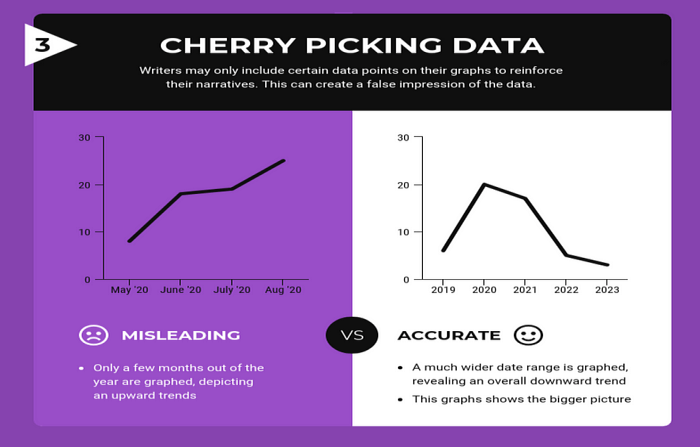 3
CHERRY PICKING DATA
Writers may only include certain data points on their graphs to reinforce
their narratives. This can create a false impression of the data.
30
20
10
0
May '20 June '20 July '20 Aug '20
30
20
10
0
2019 2020 2021 2022 2023
MISLEADING
• Only a few months out of the
year are graphed, depicting
an upward trends
VS
ACCURATE
• A much wider date range is graphed,
revealing an overall downward trend
• This graphs shows the bigger picture